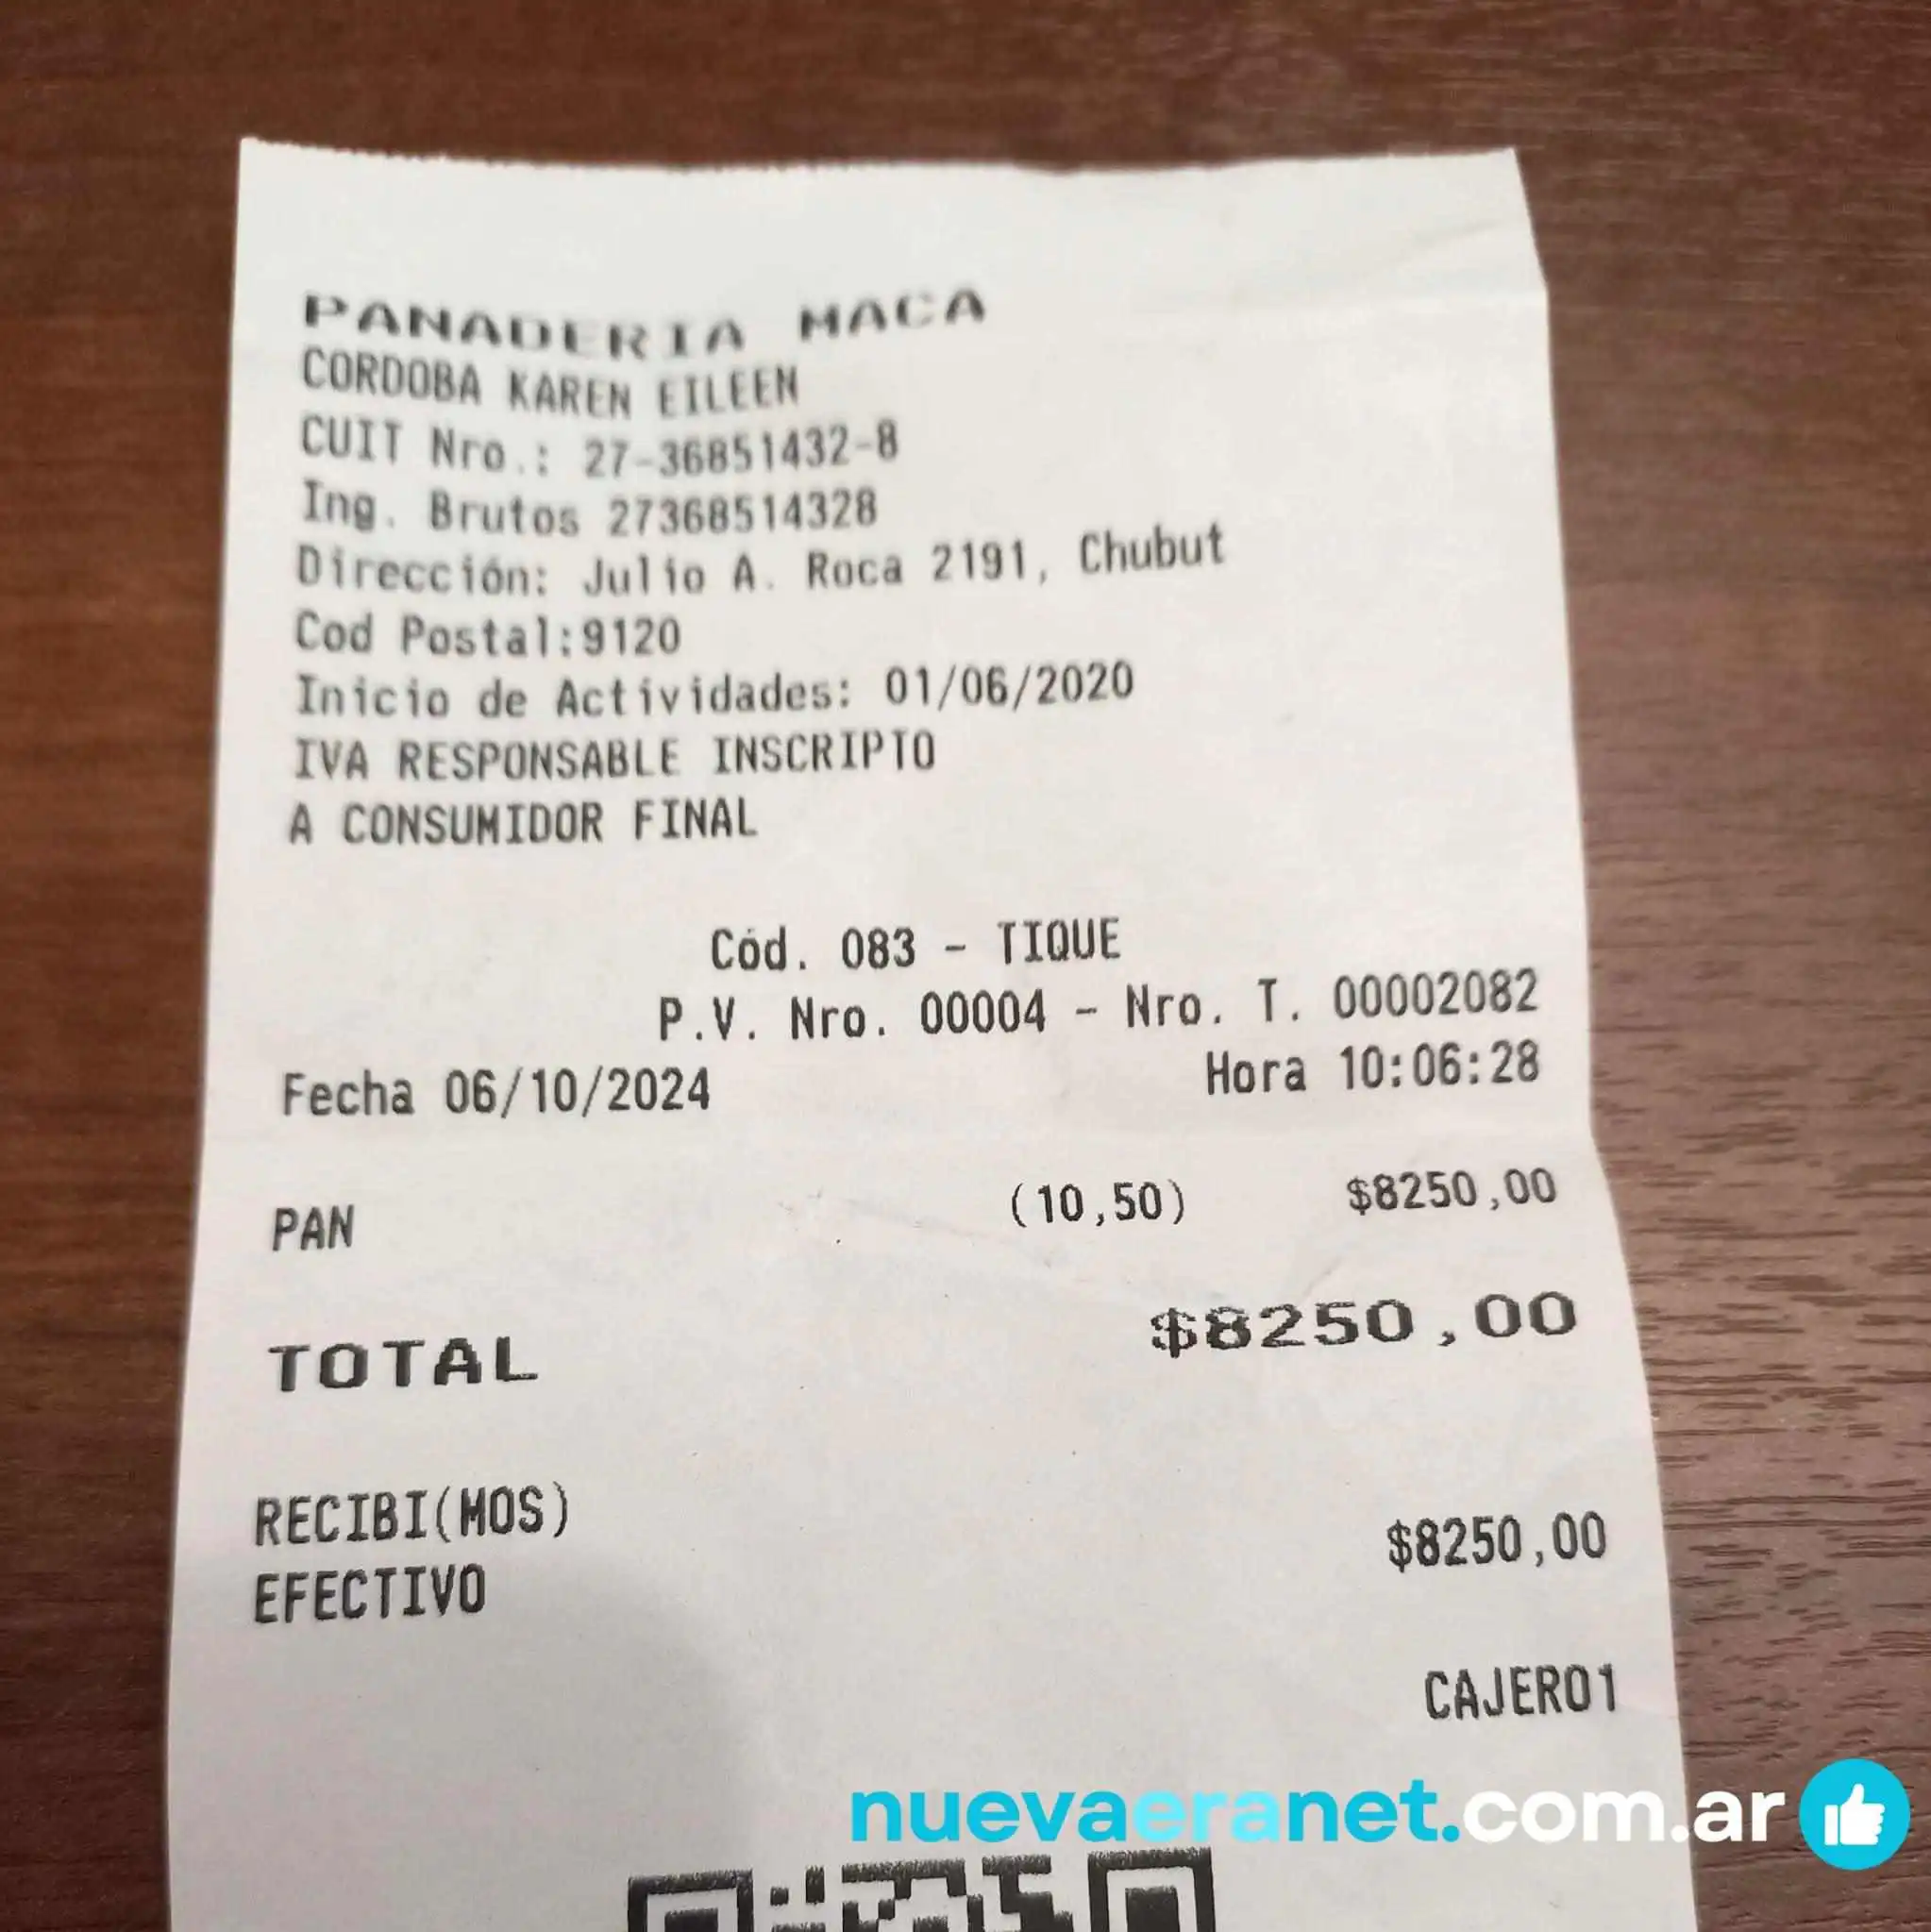 PANADERIA MACA
CORDOBA KAREN EILEEN
CUIT Nro.: 27-36851432-8
Ing. Brutos 27368514328
Dirección: Julio A. Roca 2191, Chubut
Cod Postal:9120
Inicio de Actividades: 01/06/2020
IVA RESPONSABLE INSCRIPTO
A CONSUMIDOR FINAL
Cód. 083 - TIQUE
P.V. Nro. 00004 - Nro. T. 00002082
Fecha 06/10/2024 Hora 10:06:28
PAN (10,50) $8250,00
TOTAL $8250,00
RECIBI(MOS)
EFECTIVO $8250,00
CAJERO1
nuevaeranet.com.ar